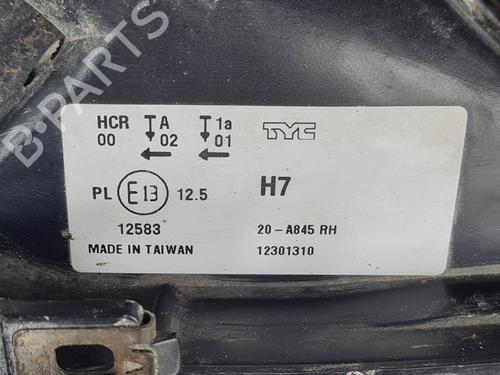 B-PARTS
HCR A 1a TYC
00 02 01
PL E13 12.5 H7
12583 20-A845 RH
MADE IN TAIWAN 12301310